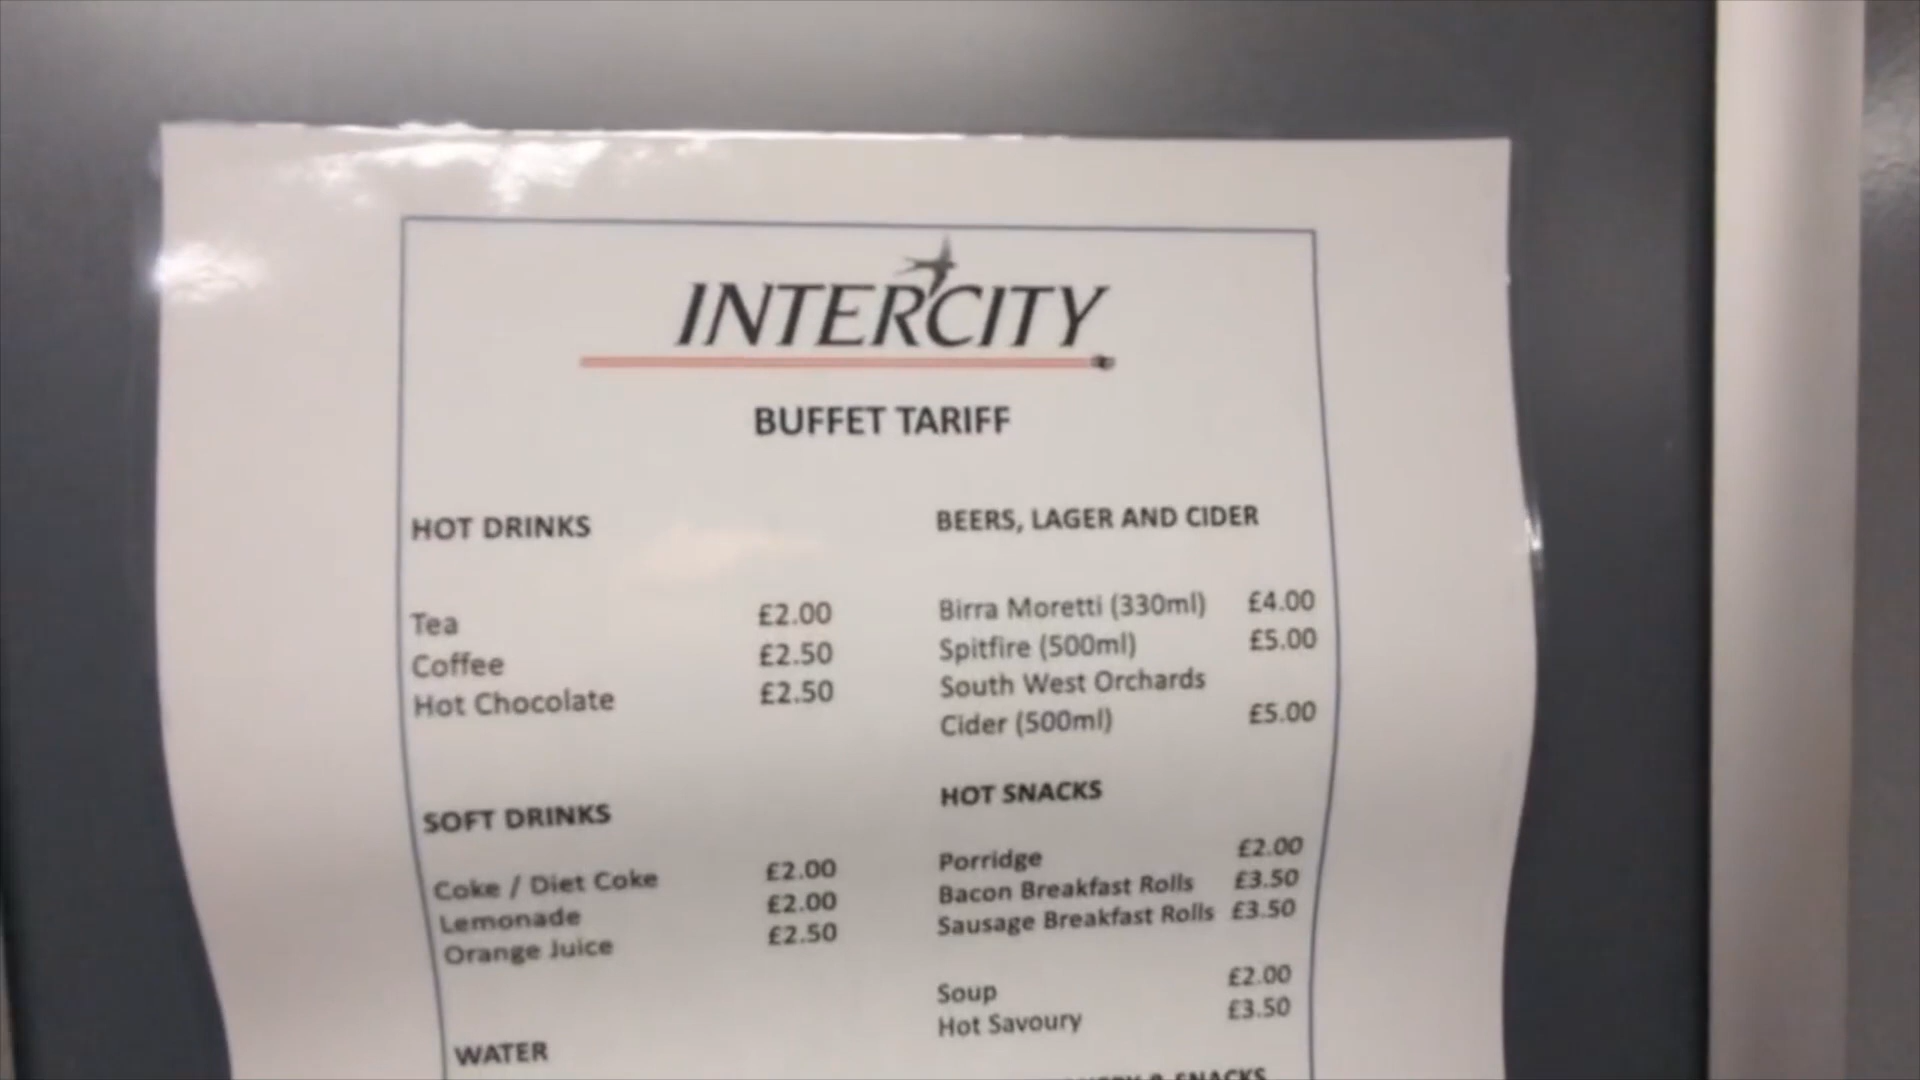 INTERCITY
BUFFET TARIFF
HOT DRINKS
Tea £2.00
Coffee £2.50
Hot Chocolate £2.50
SOFT DRINKS
Coke / Diet Coke £2.00
Lemonade £2.00
Orange Juice £2.50
WATER
BEERS, LAGER AND CIDER
Birra Moretti (330ml) £4.00
Spitfire (500ml) £5.00
South West Orchards
Cider (500ml) £5.00
HOT SNACKS
Porridge £2.00
Bacon Breakfast Rolls £3.50
Sausage Breakfast Rolls £3.50
Soup £2.00
Hot Savoury £3.50
& SNACKS